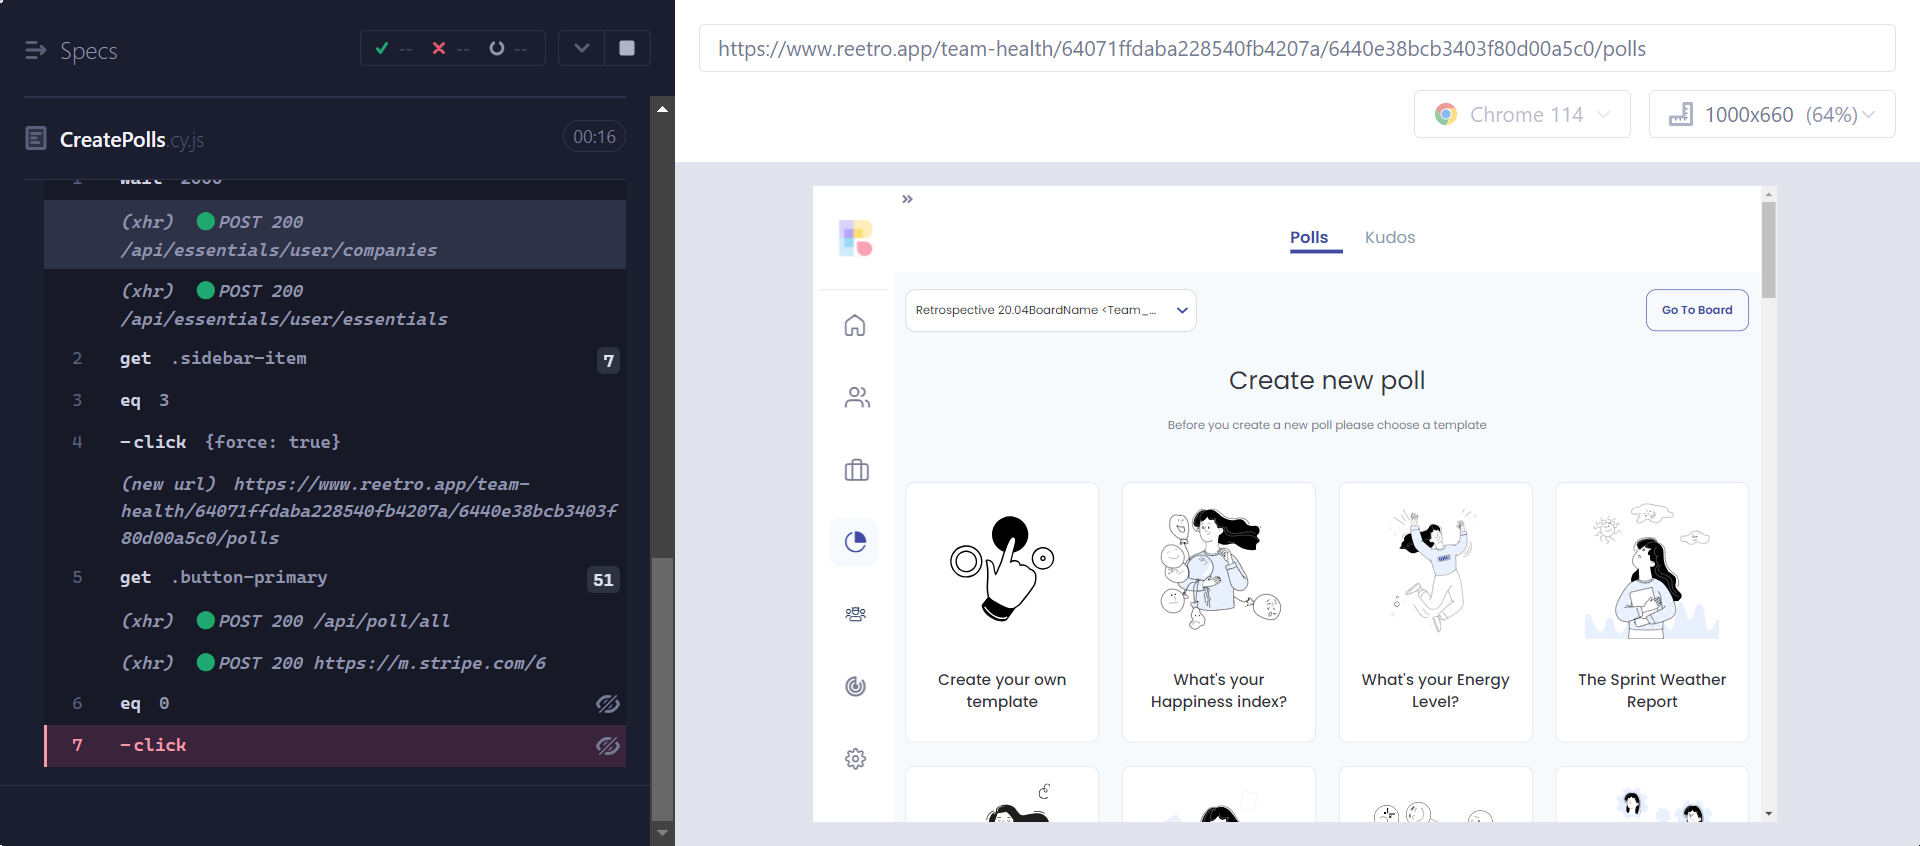 Specs
-- -- --
CreatePolls.cy.js
00:16
1 wait 2000
(xhr) POST 200
/api/essentials/user/companies
(xhr) POST 200
/api/essentials/user/essentials
2 get .sidebar-item 7
3 eq 3
4 -click {force: true}
(new url) https://www.reetro.app/team-
health/64071ffdaba228540fb4207a/6440e38bcb3403f
80d00a5c0/polls
5 get .button-primary 51
(xhr) POST 200 /api/poll/all
(xhr) POST 200 https://m.stripe.com/6
6 eq 0
7 -click
https://www.reetro.app/team-health/64071ffdaba228540fb4207a/6440e38bcb3403f80d00a5c0/polls
Chrome 114
1000x660 (64%)
Polls Kudos
Retrospective 20.04BoardName <Team_...
Go To Board
Create new poll
Before you create a new poll please choose a template
Create your own
template
What's your
Happiness index?
What's your Energy
Level?
The Sprint Weather
Report